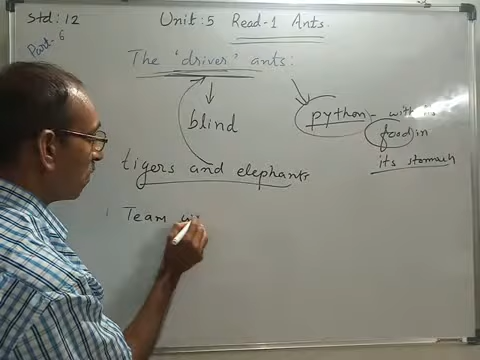 Std: 12
Unit: 5 Read-1 Ants.
Part-6
The 'driver' ants:
blind
python - with
food in
its stomach
tigers and elephants
Team